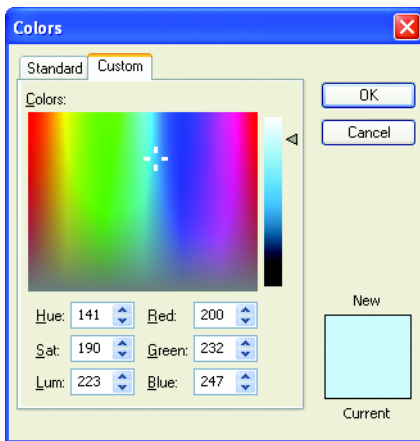 Colors
Standard Custom
Colors:
OK
Cancel
Hue: 141 Red: 200
Sat: 190 Green: 232
Lum: 223 Blue: 247
New
Current